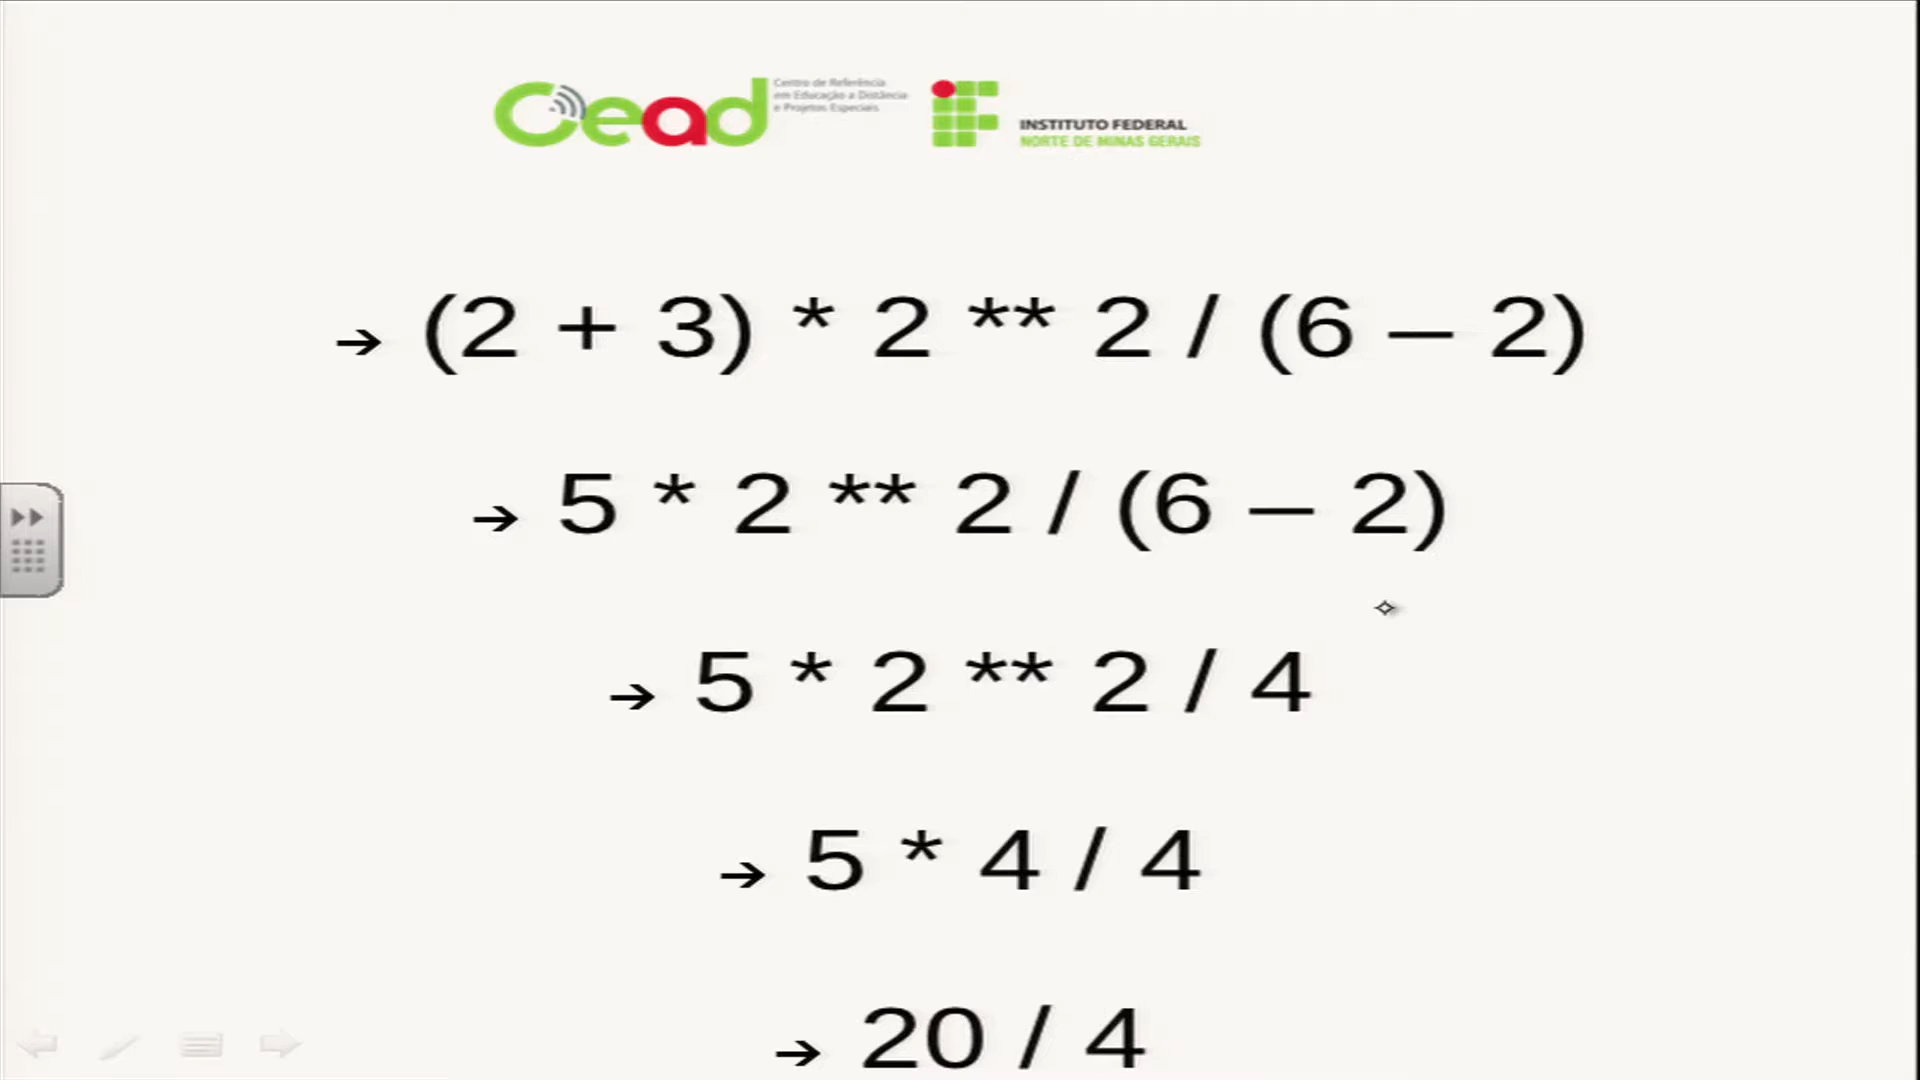 Cead
Centro de Referência
em Educação a Distância
e Projetos Especiais
INSTITUTO FEDERAL
NORTE DE MINAS GERAIS
➔ (2 + 3) * 2 ** 2 / (6 – 2)
➔ 5 * 2 ** 2 / (6 – 2)
➔ 5 * 2 ** 2 / 4
➔ 5 * 4 / 4
➔ 20 / 4